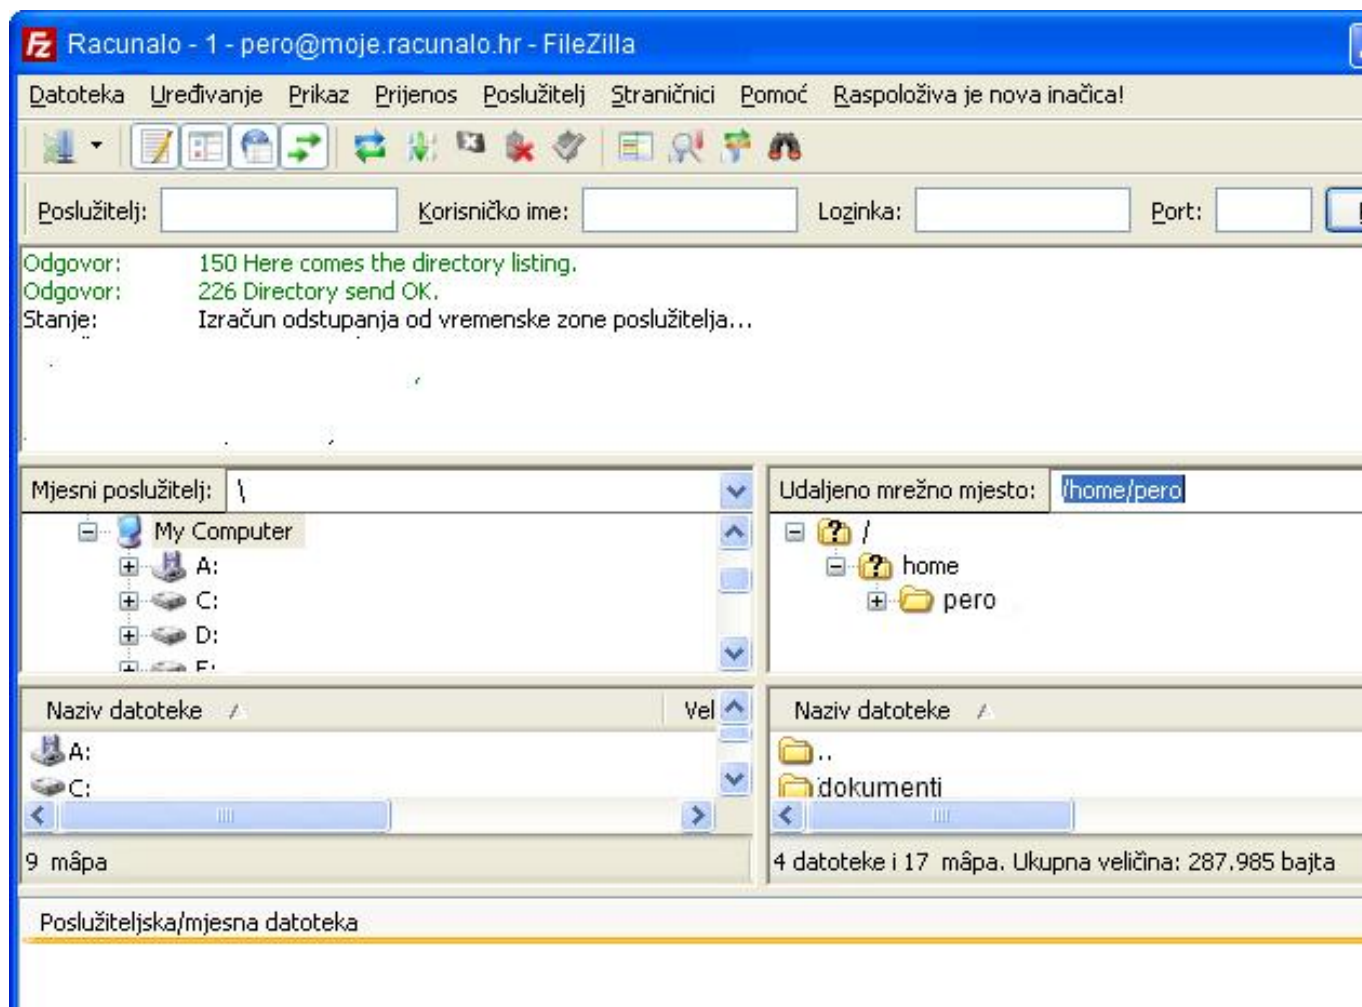 Fz Racunalo - 1 - pero@moje.racunalo.hr - FileZilla
Datoteka Uređivanje Prikaz Prijenos Poslužitelj Straničnici Pomoć Raspoloživa je nova inačica!
Poslužitelj: Korisničko ime: Lozinka: Port:
Odgovor: 150 Here comes the directory listing.
Odgovor: 226 Directory send OK.
Stanje: Izračun odstupanja od vremenske zone poslužitelja...
Mjesni poslužitelj: \ Udaljeno mrežno mjesto: /home/pero
My Computer
A:
C:
D:
/
home
pero
Naziv datoteke Vel
A:
C:
Naziv datoteke
..
dokumenti
9 mâpa
4 datoteke i 17 mâpa. Ukupna veličina: 287.985 bajta
Poslužiteljska/mjesna datoteka